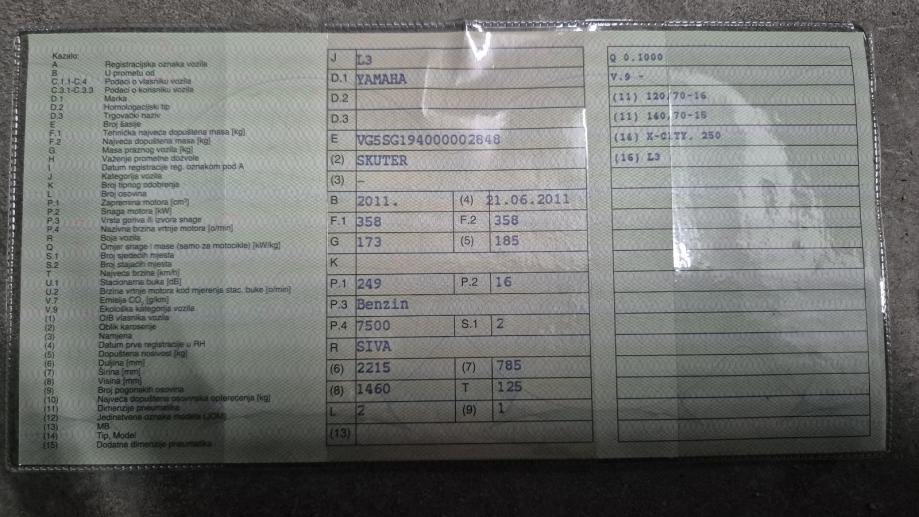 Kazalo:
A Registracijska oznaka vozila
B U prometu od
C.1.1-C.4 Podaci o vlasniku vozila
C.3.1-C.3.3 Podaci o korisniku vozila
D.1 Marka
D.2 Homologacijski tip
D.3 Trgovački naziv
E Broj šasije
F.1 Tehnička najveća dopuštena masa [kg]
F.2 Najveća dopuštena masa [kg]
G Masa praznog vozila [kg]
H Važenje prometne dozvole
I Datum registracije reg. oznakom pod A
J Kategorija vozila
K Broj tipnog odobrenja
L Broj osovina
P.1 Zapremina motora [cm³]
P.2 Snaga motora [kW]
P.3 Vrsta goriva ili izvora snage
P.4 Nazivna brzina vrtnje motora [o/min]
R Boja vozila
Q Omjer snage i mase (samo za motocikle) [kW/kg]
S.1 Broj sjedećih mjesta
S.2 Broj stajaćih mjesta
T Najveća brzina [km/h]
U.1 Stacionarna buka [dB]
U.2 Brzina vrtnje motora kod mjerenja stac. buke [o/min]
V.7 Emisija CO₂ [g/km]
V.9 Ekološka kategorija vozila
(1) OIB vlasnika vozila
(2) Oblik karoserije
(3) Namjena
(4) Datum prve registracije u RH
(5) Dopuštena nosivost [kg]
(6) Duljina [mm]
(7) Širina [mm]
(8) Visina [mm]
(9) Broj pogonskih osovina
(10) Najveća dopuštena osovinska opterećenja [kg]
(11) Dimenzije pneumatika
(12) Jedinstvena oznaka modela (JOM)
(13) MB
(14) Tip, Model
(15) Dodatne dimenzije pneumatika
J L3
D.1 YAMAHA
D.2
D.3
E VG5SG194000002848
(2) SKUTER
(3) –
B 2011. (4) 21.06.2011
F.1 358 F.2 358
G 173 (5) 185
K
P.1 249 P.2 16
P.3 Benzin
P.4 7500 S.1 2
R SIVA
(6) 2215 (7) 785
(8) 1460 T 125
L 2 (9) 1
(13)
Q 0.1000
V.9 -
(11) 120/70-16
(11) 140/70-15
(14) X-CITY. 250
(16) L3